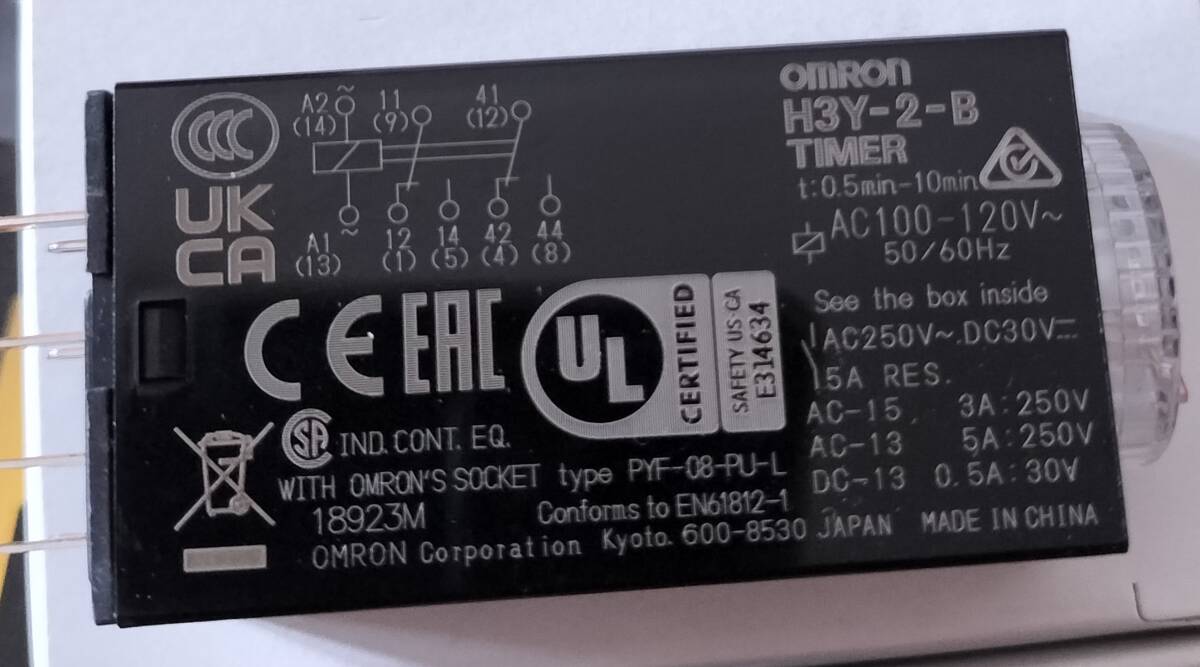 A2 ~ 11 41
(14) (9) (12)
A1 ~ 12 14 42 44
(13) (1) (5) (4) (8)
CCC
UK
CA
CE EAC UL CERTIFIED
SAFETY US-CA
E314634
SA IND. CONT. EQ.
WITH OMRON'S SOCKET type PYF-08-PU-L
18923M Conforms to EN61812-1
OMRON Corporation Kyoto. 600-8530 JAPAN MADE IN CHINA
OMRON
H3Y-2-B
TIMER
t:0.5min-10min
AC100-120V~
50/60Hz
See the box inside
AC250V~.DC30V⎓
5A RES.
AC-15 3A:250V
AC-13 5A:250V
DC-13 0.5A:30V